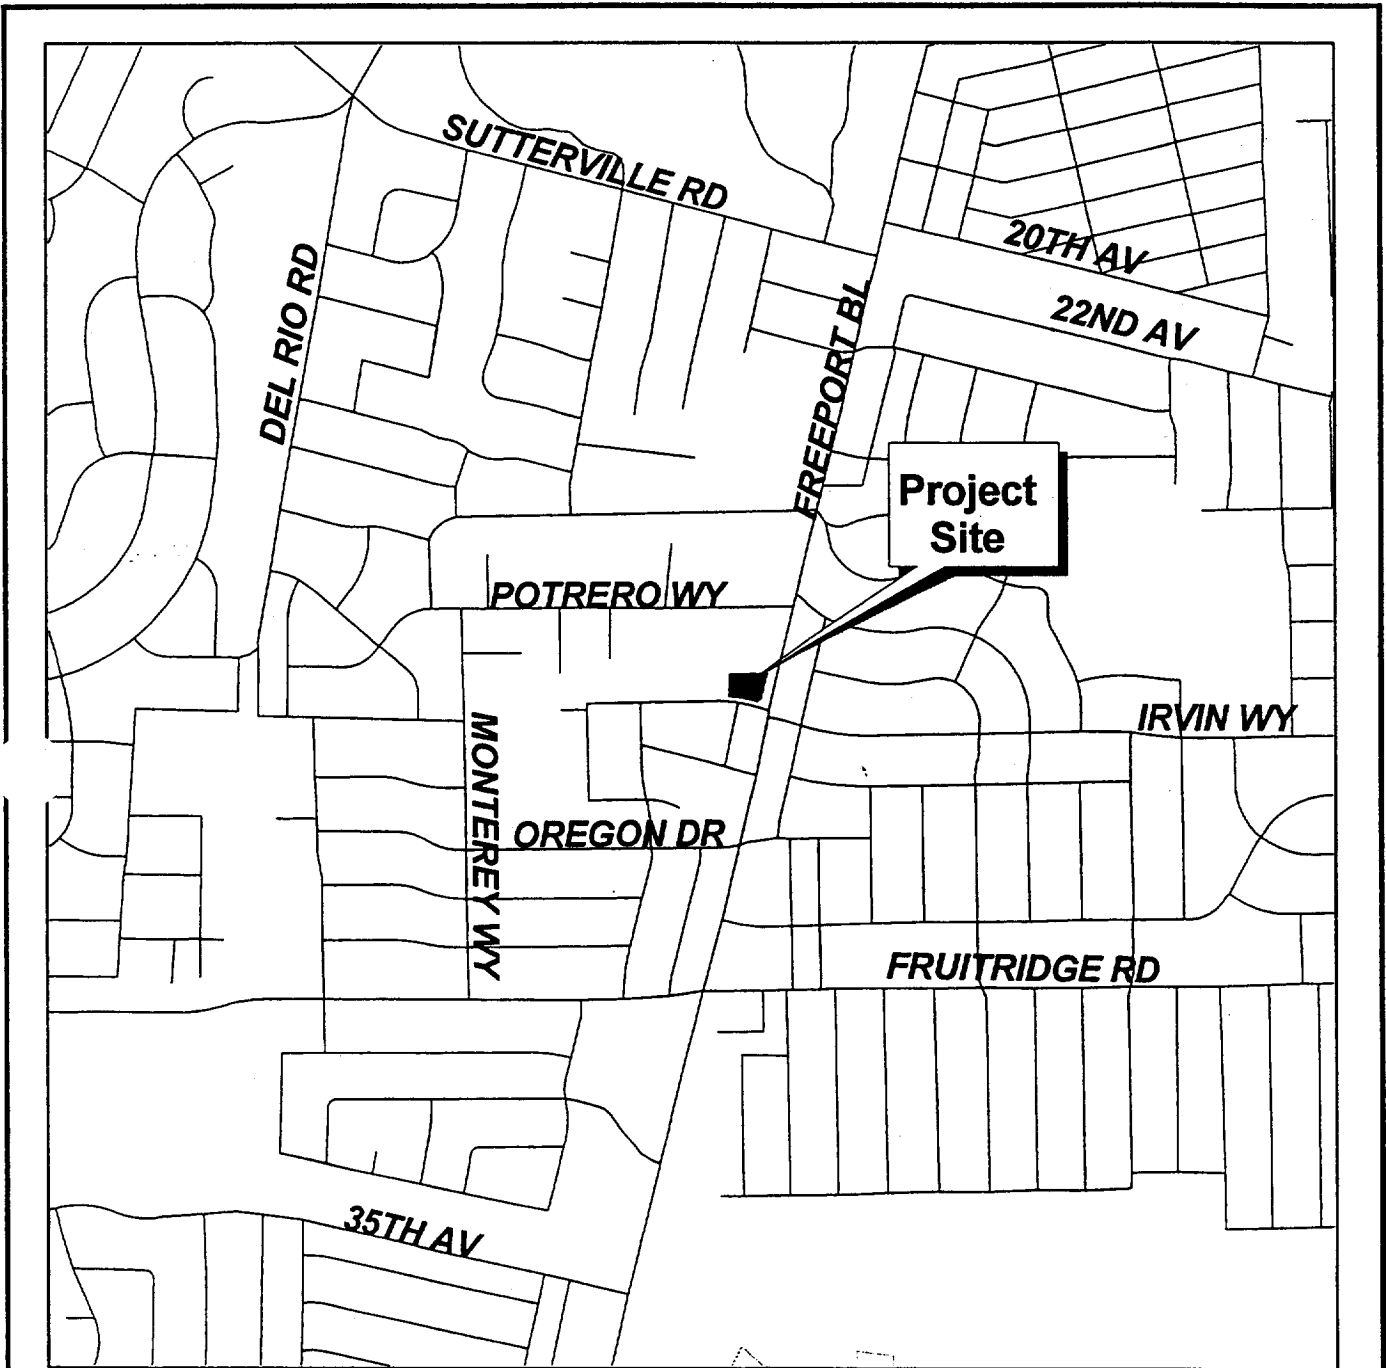 SUTTERVILLE RD
20TH AV
DEL RIO RD
FREEPORT BL
22ND AV
Project
Site
POTRERO WY
IRVIN WY
MONTEREY WY
OREGON DR
FRUITRIDGE RD
35TH AV